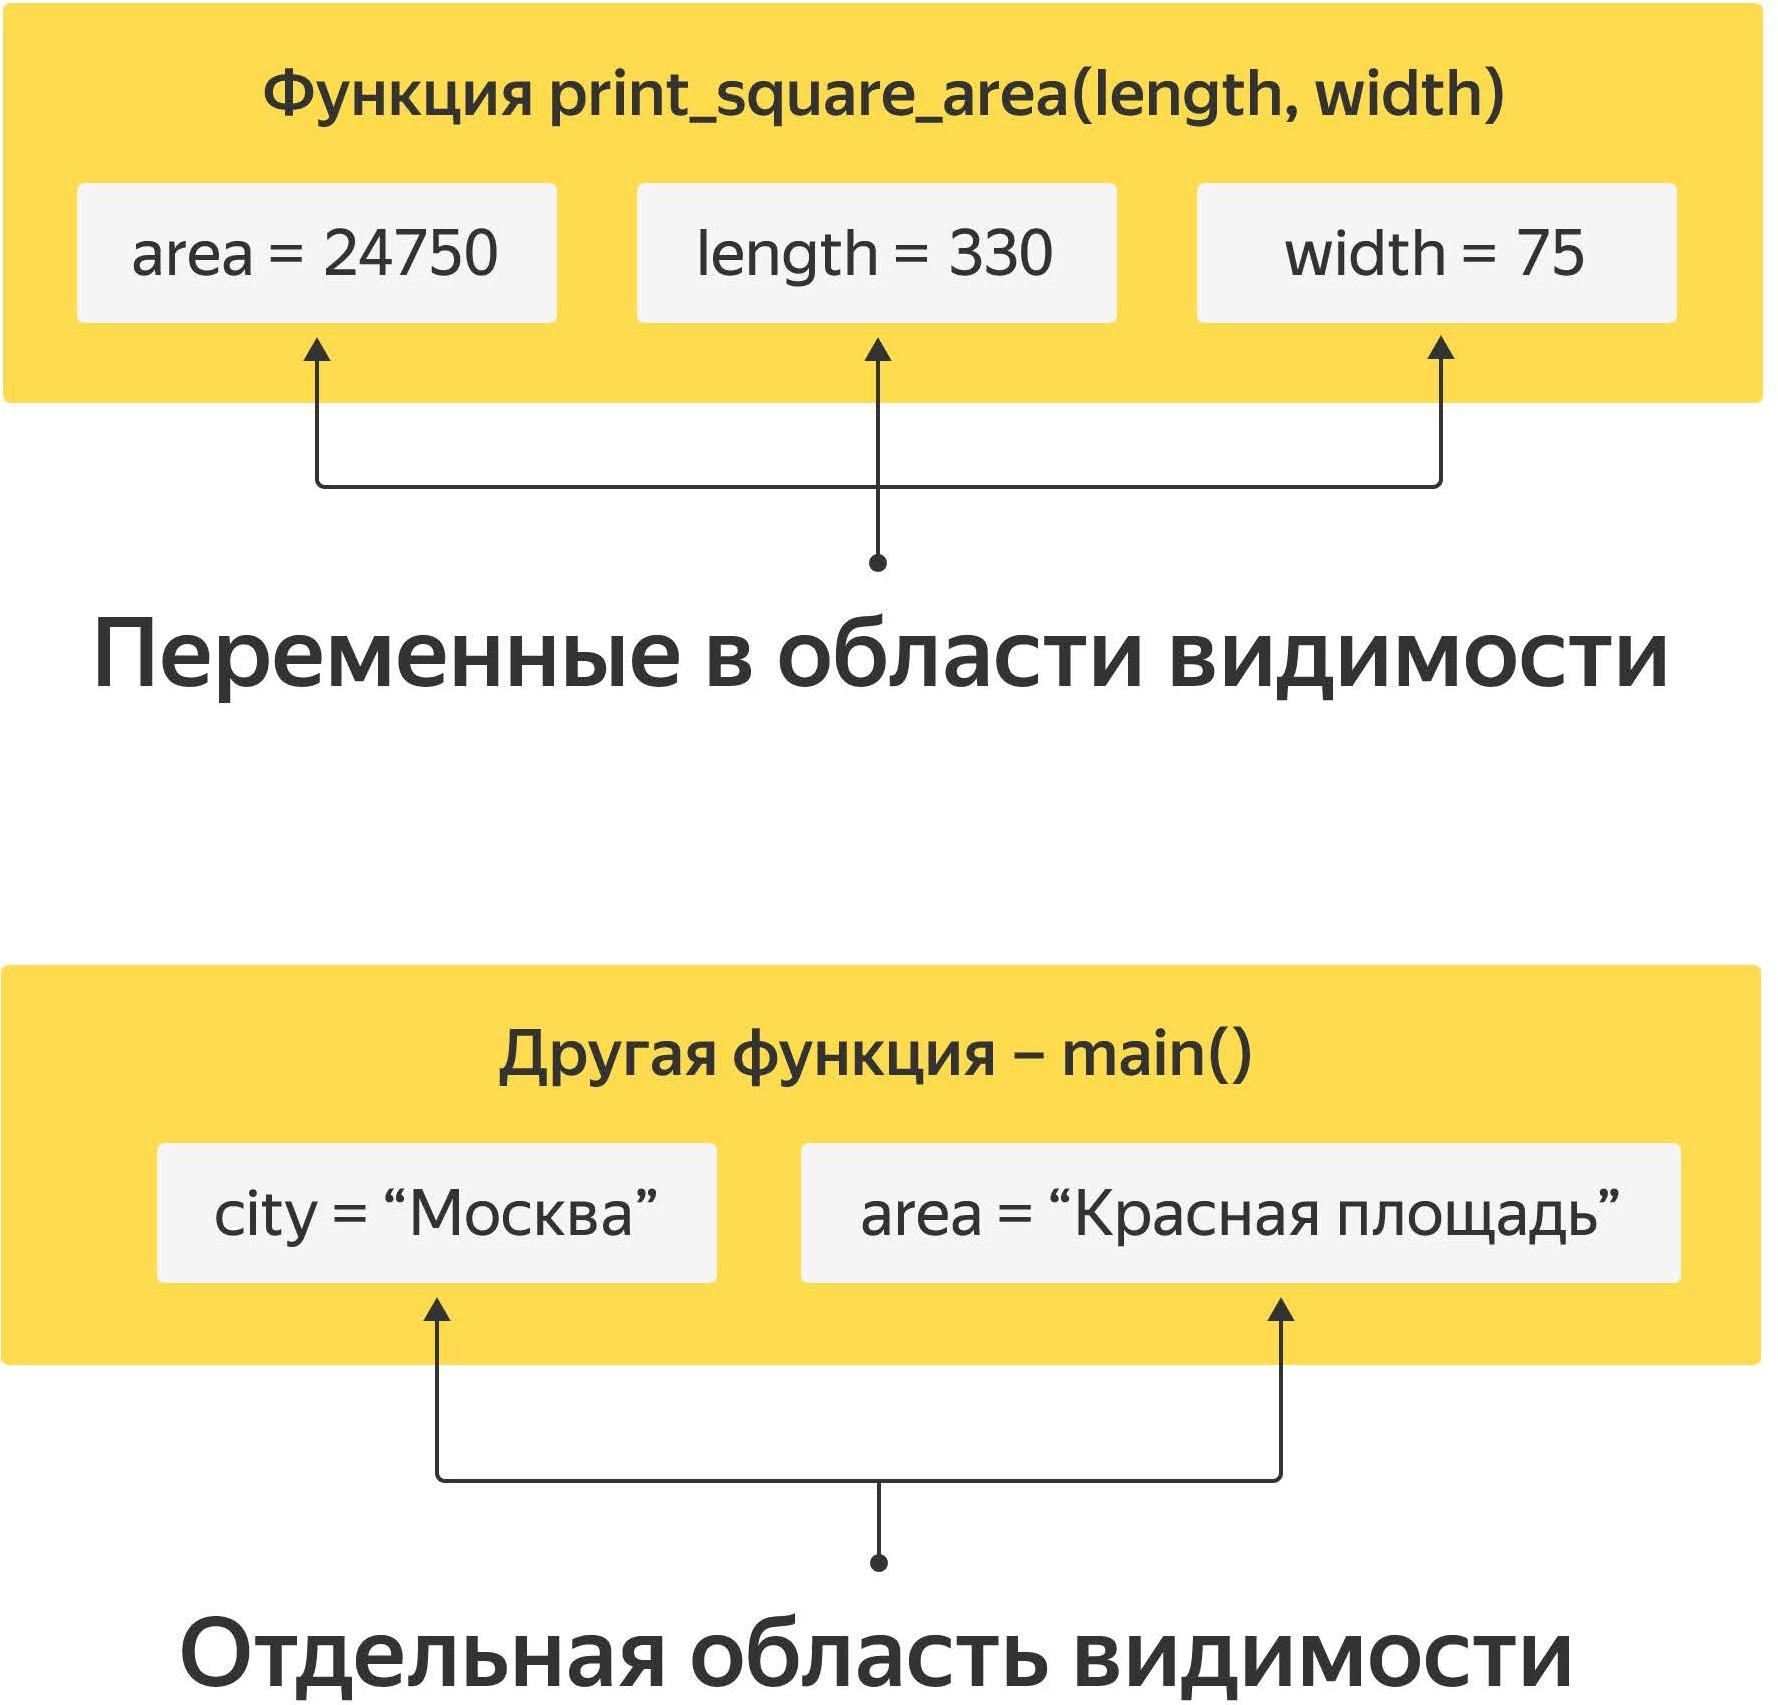 Функция print_square_area(length, width)
area = 24750
length = 330
width = 75
Переменные в области видимости
Другая функция – main()
city = “Москва”
area = “Красная площадь”
Отдельная область видимости